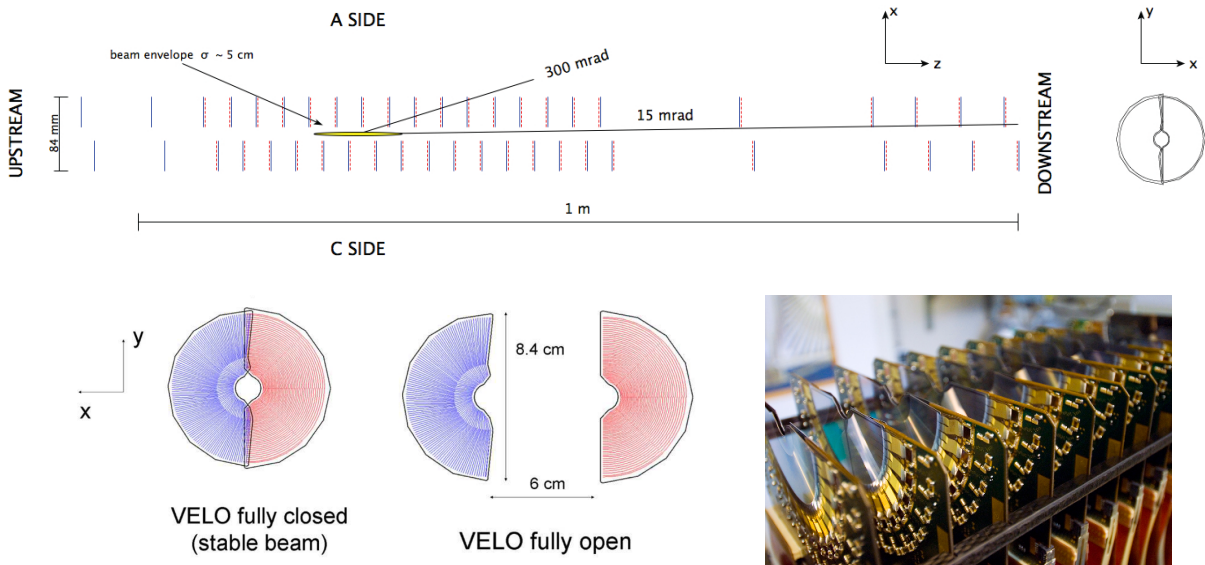 A SIDE
beam envelope σ ~ 5 cm
300 mrad
15 mrad
UPSTREAM
84 mm
DOWNSTREAM
x
z
y
x
1 m
C SIDE
y
x
8.4 cm
6 cm
VELO fully closed
(stable beam)
VELO fully open